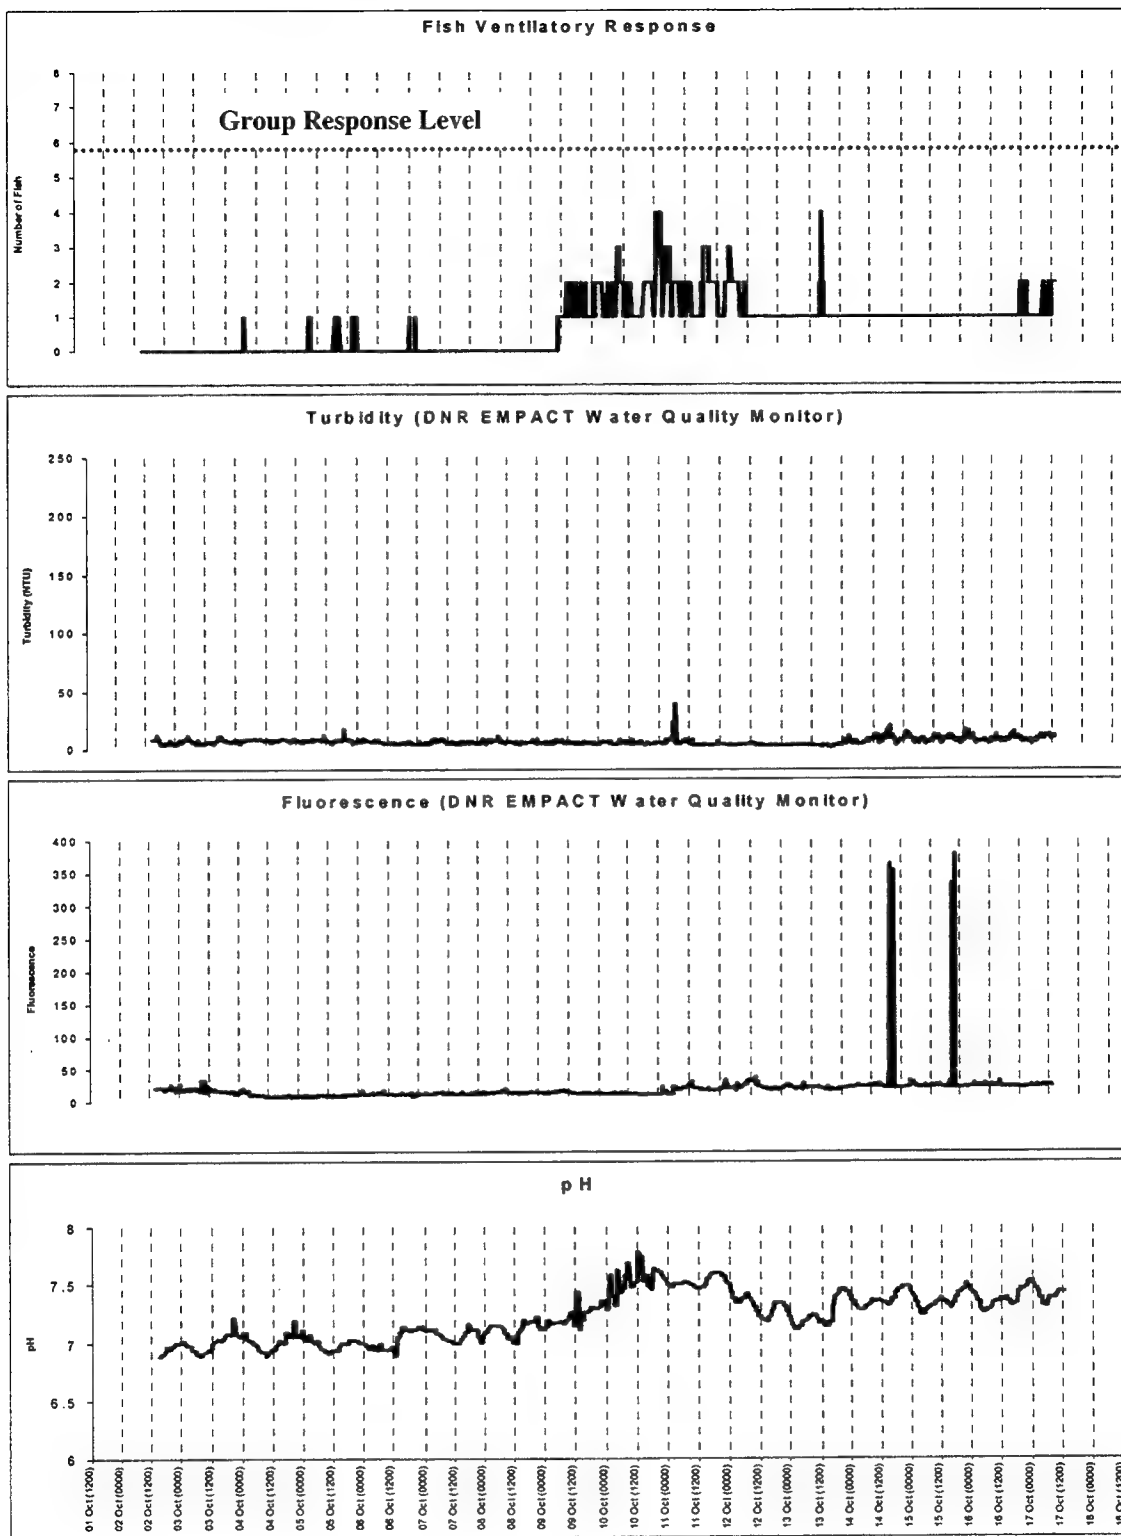 Fish Ventilatory Response
8
7
Group Response Level
6
5
4
3
2
1
0
Number of Fish
Turbidity (DNR EMPACT Water Quality Monitor)
250
200
150
100
50
0
Turbidity (NTU)
Fluorescence (DNR EMPACT Water Quality Monitor)
400
350
300
250
200
150
100
50
0
Fluorescence
pH
8
7.5
7
6.5
6
pH
01 Oct (1200)
02 Oct (0000)
02 Oct (1200)
03 Oct (0000)
03 Oct (1200)
04 Oct (0000)
04 Oct (1200)
05 Oct (0000)
05 Oct (1200)
06 Oct (0000)
06 Oct (1200)
07 Oct (0000)
07 Oct (1200)
08 Oct (0000)
08 Oct (1200)
09 Oct (0000)
09 Oct (1200)
10 Oct (0000)
10 Oct (1200)
11 Oct (0000)
11 Oct (1200)
12 Oct (0000)
12 Oct (1200)
13 Oct (0000)
13 Oct (1200)
14 Oct (0000)
14 Oct (1200)
15 Oct (0000)
15 Oct (1200)
16 Oct (0000)
16 Oct (1200)
17 Oct (0000)
17 Oct (1200)
18 Oct (0000)
18 Oct (1200)